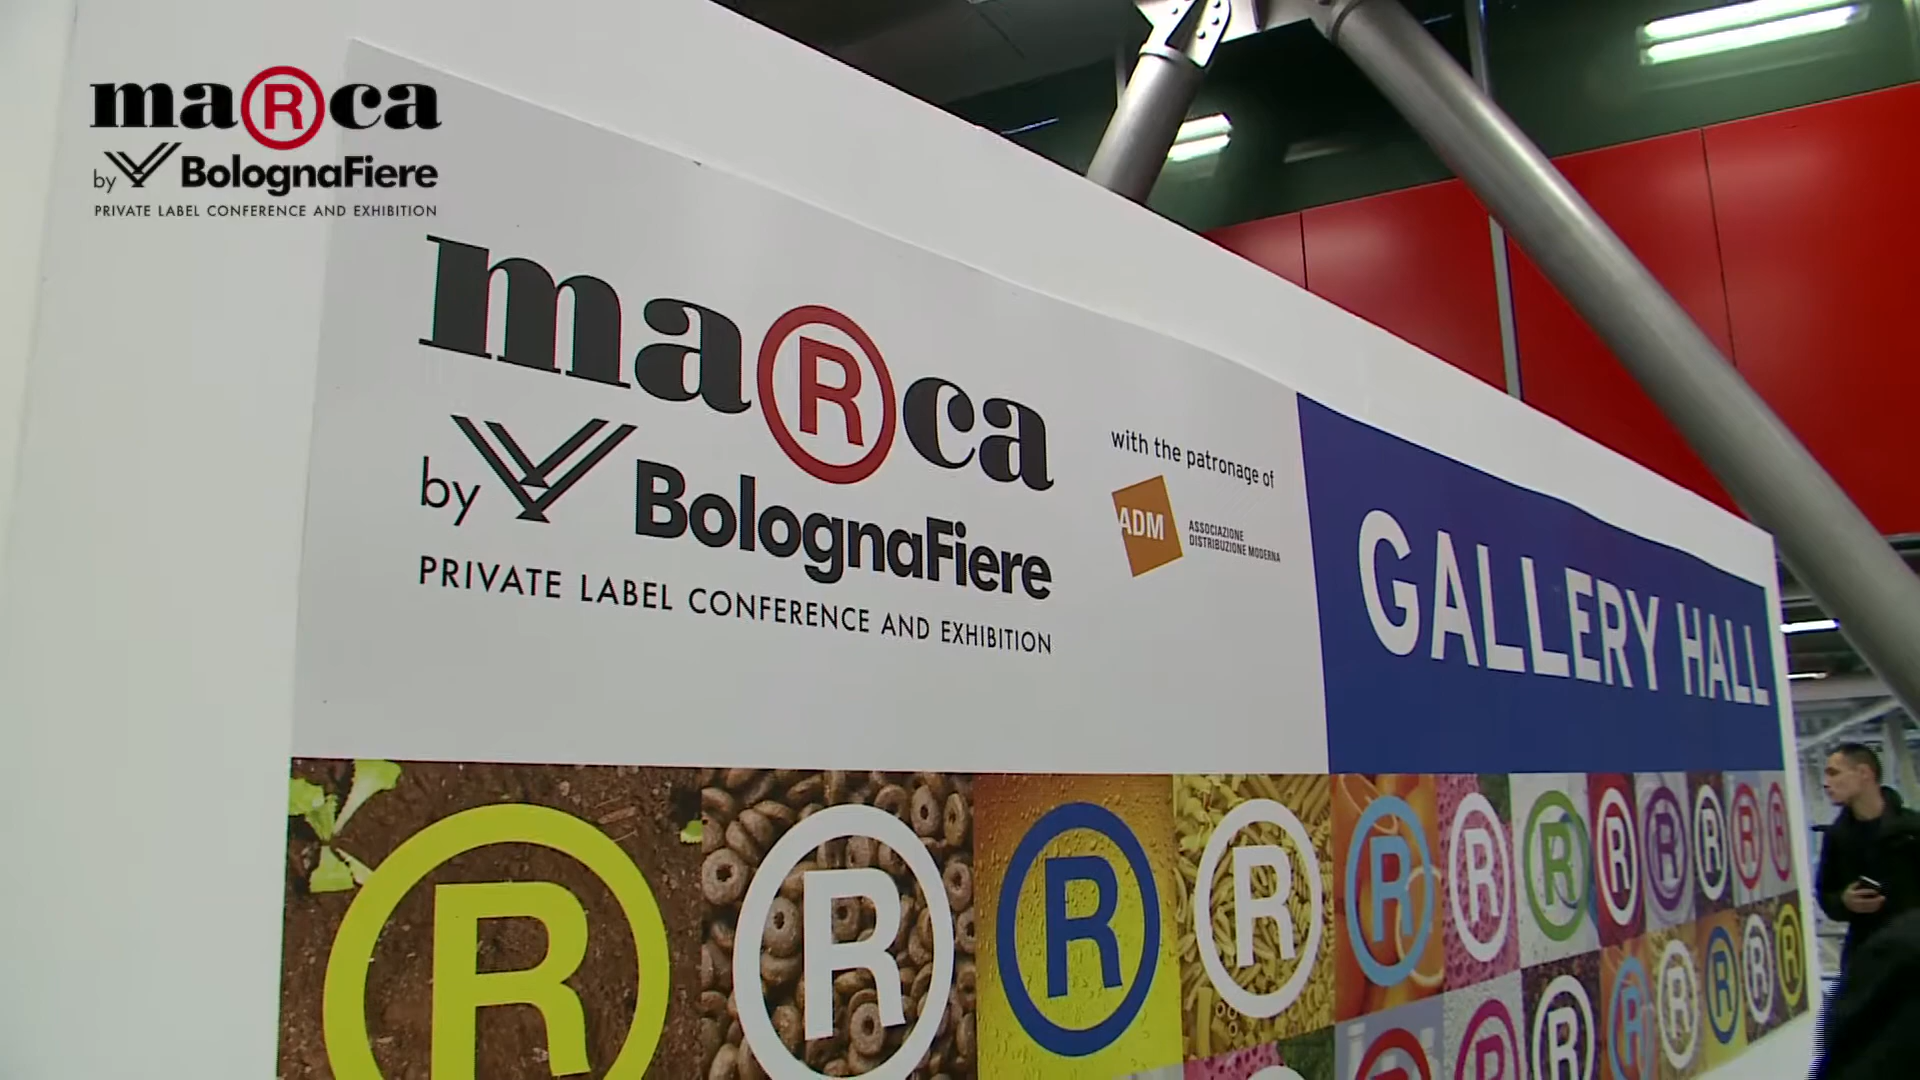 maRca
by BolognaFiere
PRIVATE LABEL CONFERENCE AND EXHIBITION
maRca
by BolognaFiere
PRIVATE LABEL CONFERENCE AND EXHIBITION
with the patronage of
ADM
ASSOCIAZIONE
DISTRIBUZIONE MODERNA
GALLERY HALL
R R R R R R R R R R R R
R R R R R R R R